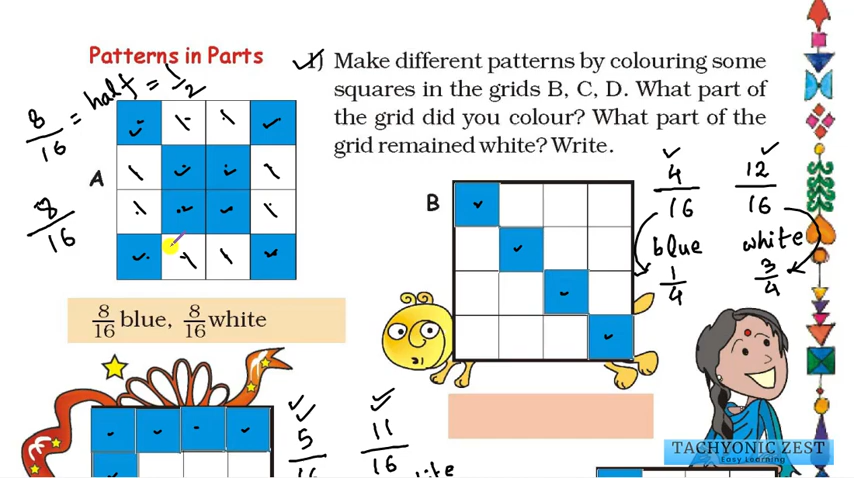 Patterns in Parts
1) Make different patterns by colouring some
squares in the grids B, C, D. What part of
the grid did you colour? What part of the
grid remained white? Write.
8/16 = half = 1/2
A
8/16
8/16 blue, 8/16 white
B
4/16
12/16
blue
white
1/4
3/4
5/16
11/16
TACHYONIC ZEST
Easy Learning